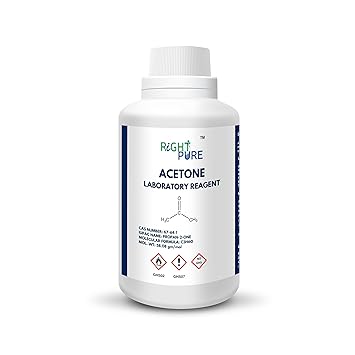 RiGHT ™
PURE
ACETONE
LABORATORY REAGENT
O
H₃C CH₃
CAS NUMBER: 67-64-1
IUPAC NAME: PROPAN-2-ONE
MOLECULAR FORMULA: C3H6O
MOL. WT: 58.08 gm/mol
GHS02 GHS07